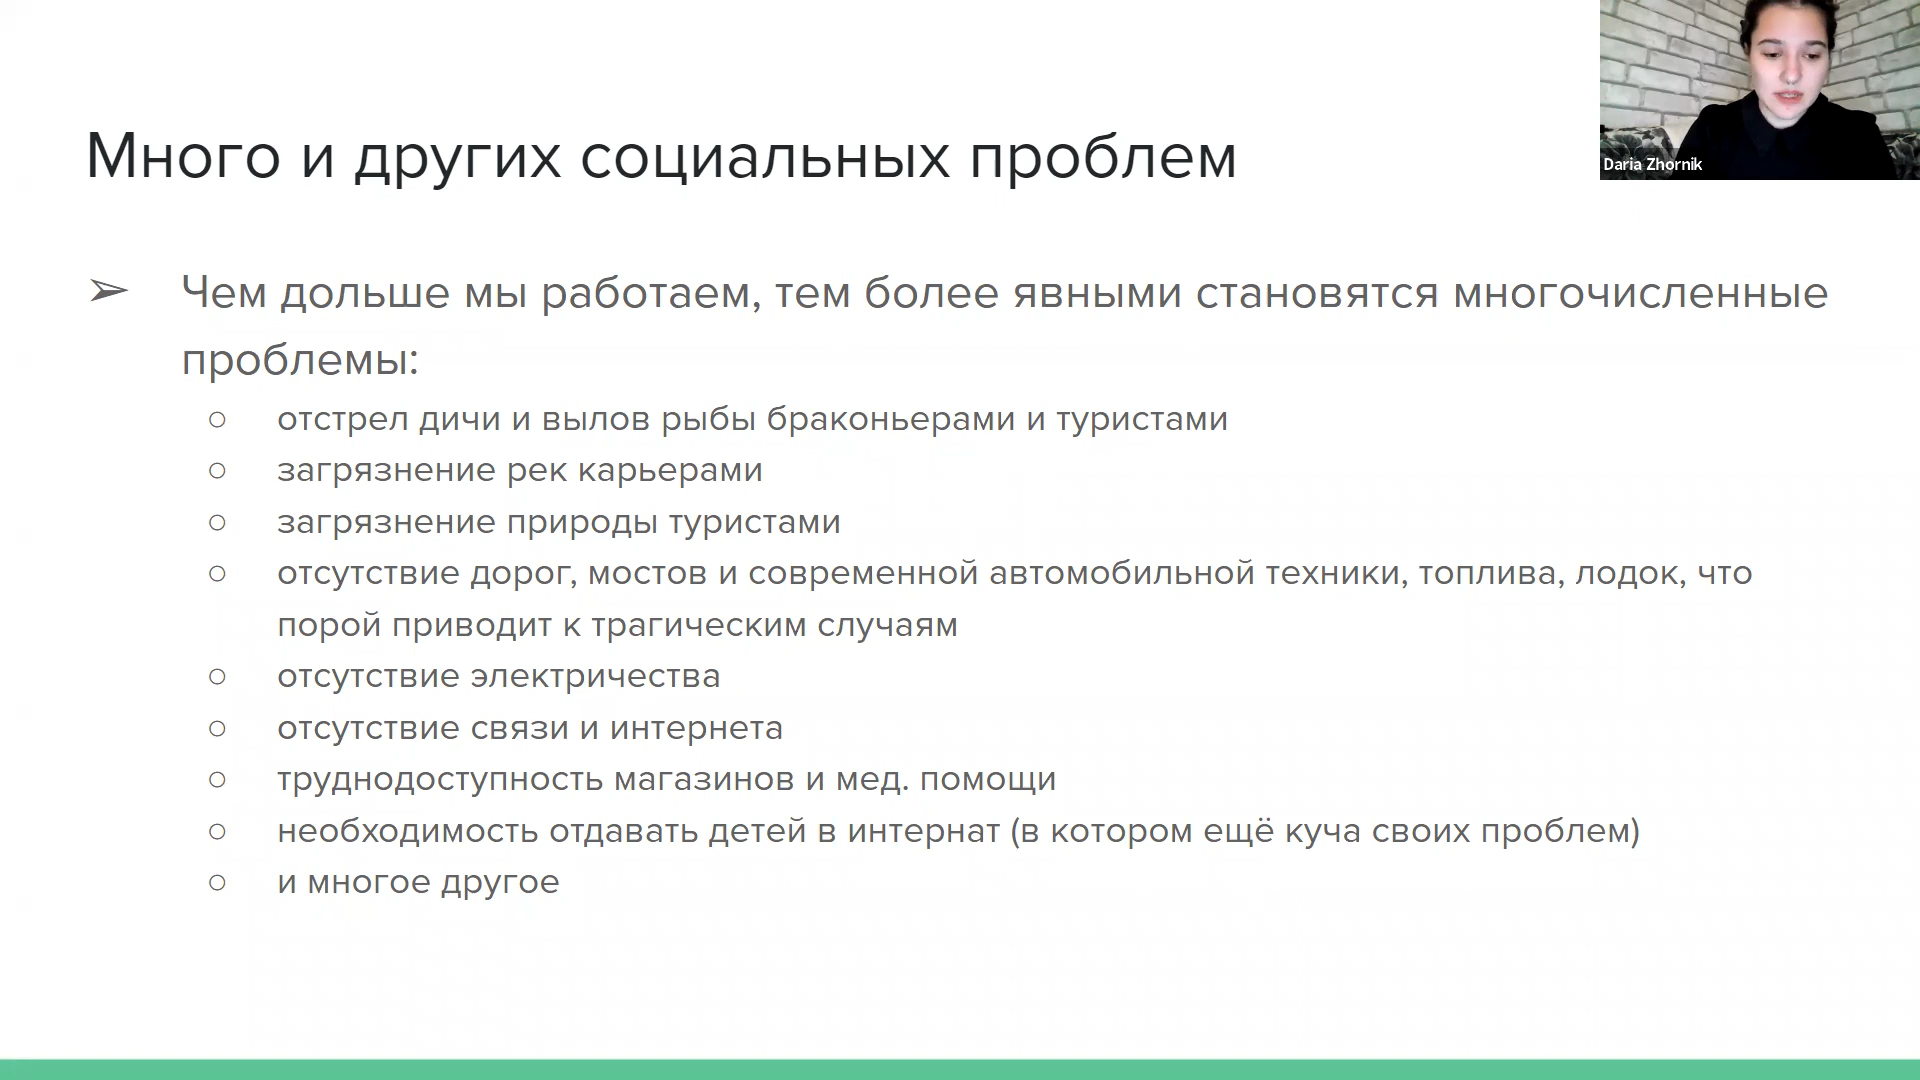 Много и других социальных проблем
Daria Zhornik
➢ Чем дольше мы работаем, тем более явными становятся многочисленные
проблемы:
○ отстрел дичи и вылов рыбы браконьерами и туристами
○ загрязнение рек карьерами
○ загрязнение природы туристами
○ отсутствие дорог, мостов и современной автомобильной техники, топлива, лодок, что
порой приводит к трагическим случаям
○ отсутствие электричества
○ отсутствие связи и интернета
○ труднодоступность магазинов и мед. помощи
○ необходимость отдавать детей в интернат (в котором ещё куча своих проблем)
○ и многое другое